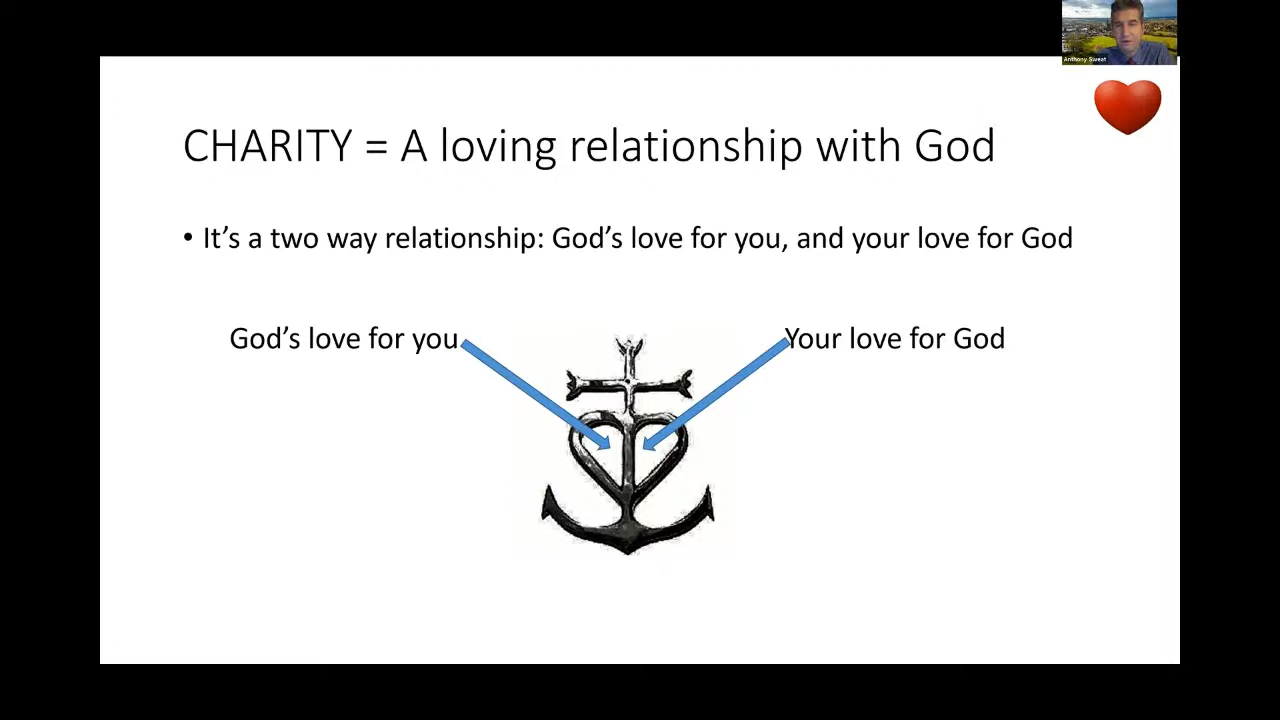 Anthony Sweat
CHARITY = A loving relationship with God
• It's a two way relationship: God's love for you, and your love for God
God's love for you
Your love for God